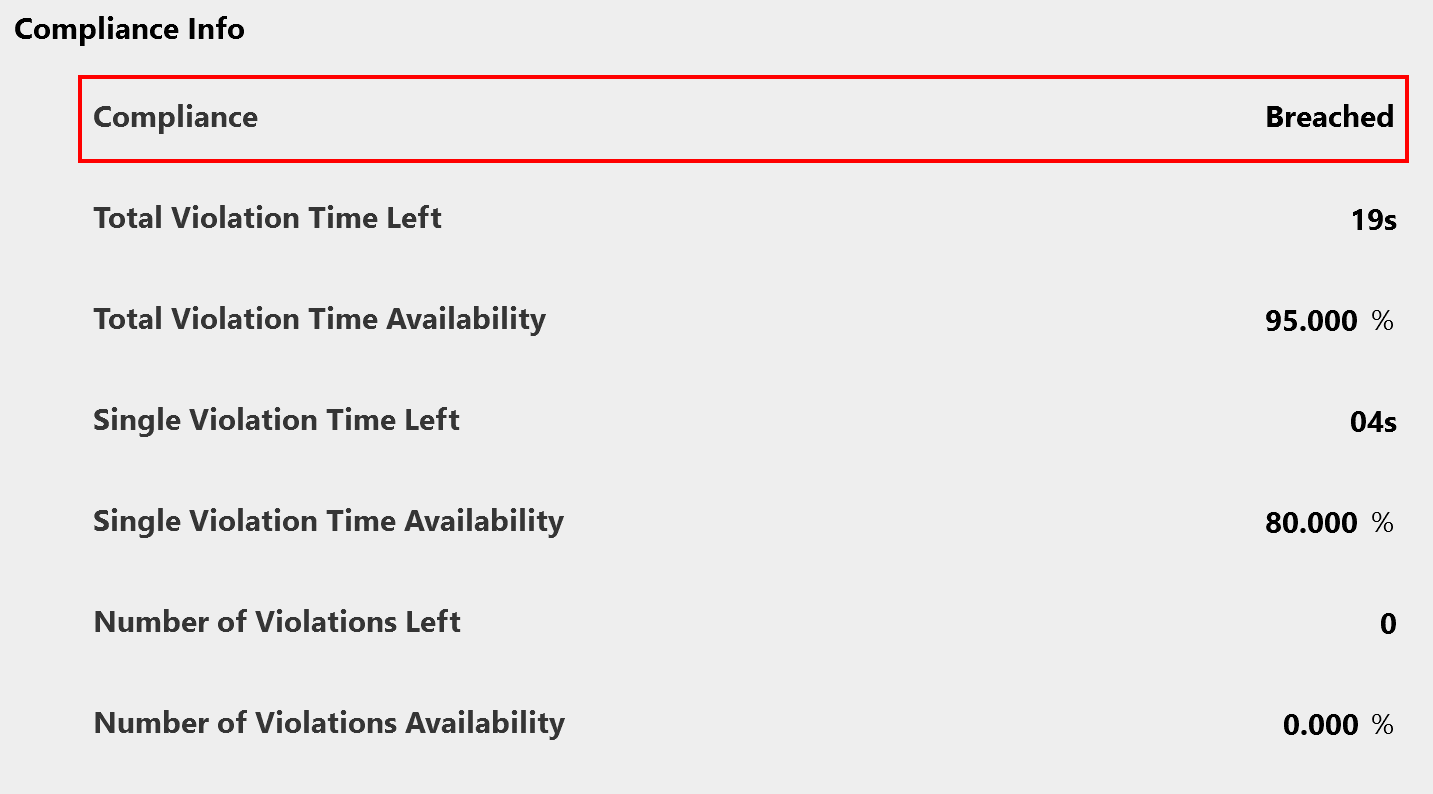 Compliance Info
Compliance Breached
Total Violation Time Left 19s
Total Violation Time Availability 95.000 %
Single Violation Time Left 04s
Single Violation Time Availability 80.000 %
Number of Violations Left 0
Number of Violations Availability 0.000 %